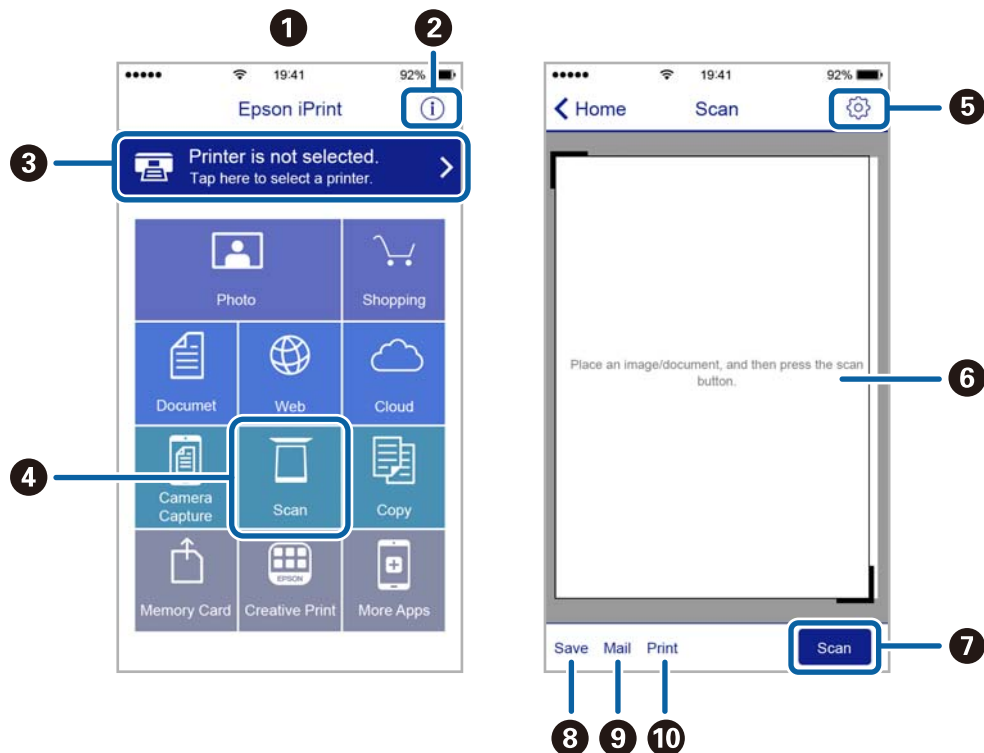 1
2
19:41
92%
Epson iPrint
i
3
Printer is not selected.
Tap here to select a printer.
Photo
Shopping
Documet
Web
Cloud
4
Camera
Capture
Scan
Copy
EPSON
Memory Card
Creative Print
More Apps
19:41
92%
Home
Scan
5
Place an image/document, and then press the scan
button.
6
Save Mail Print
Scan
7
8
9
10